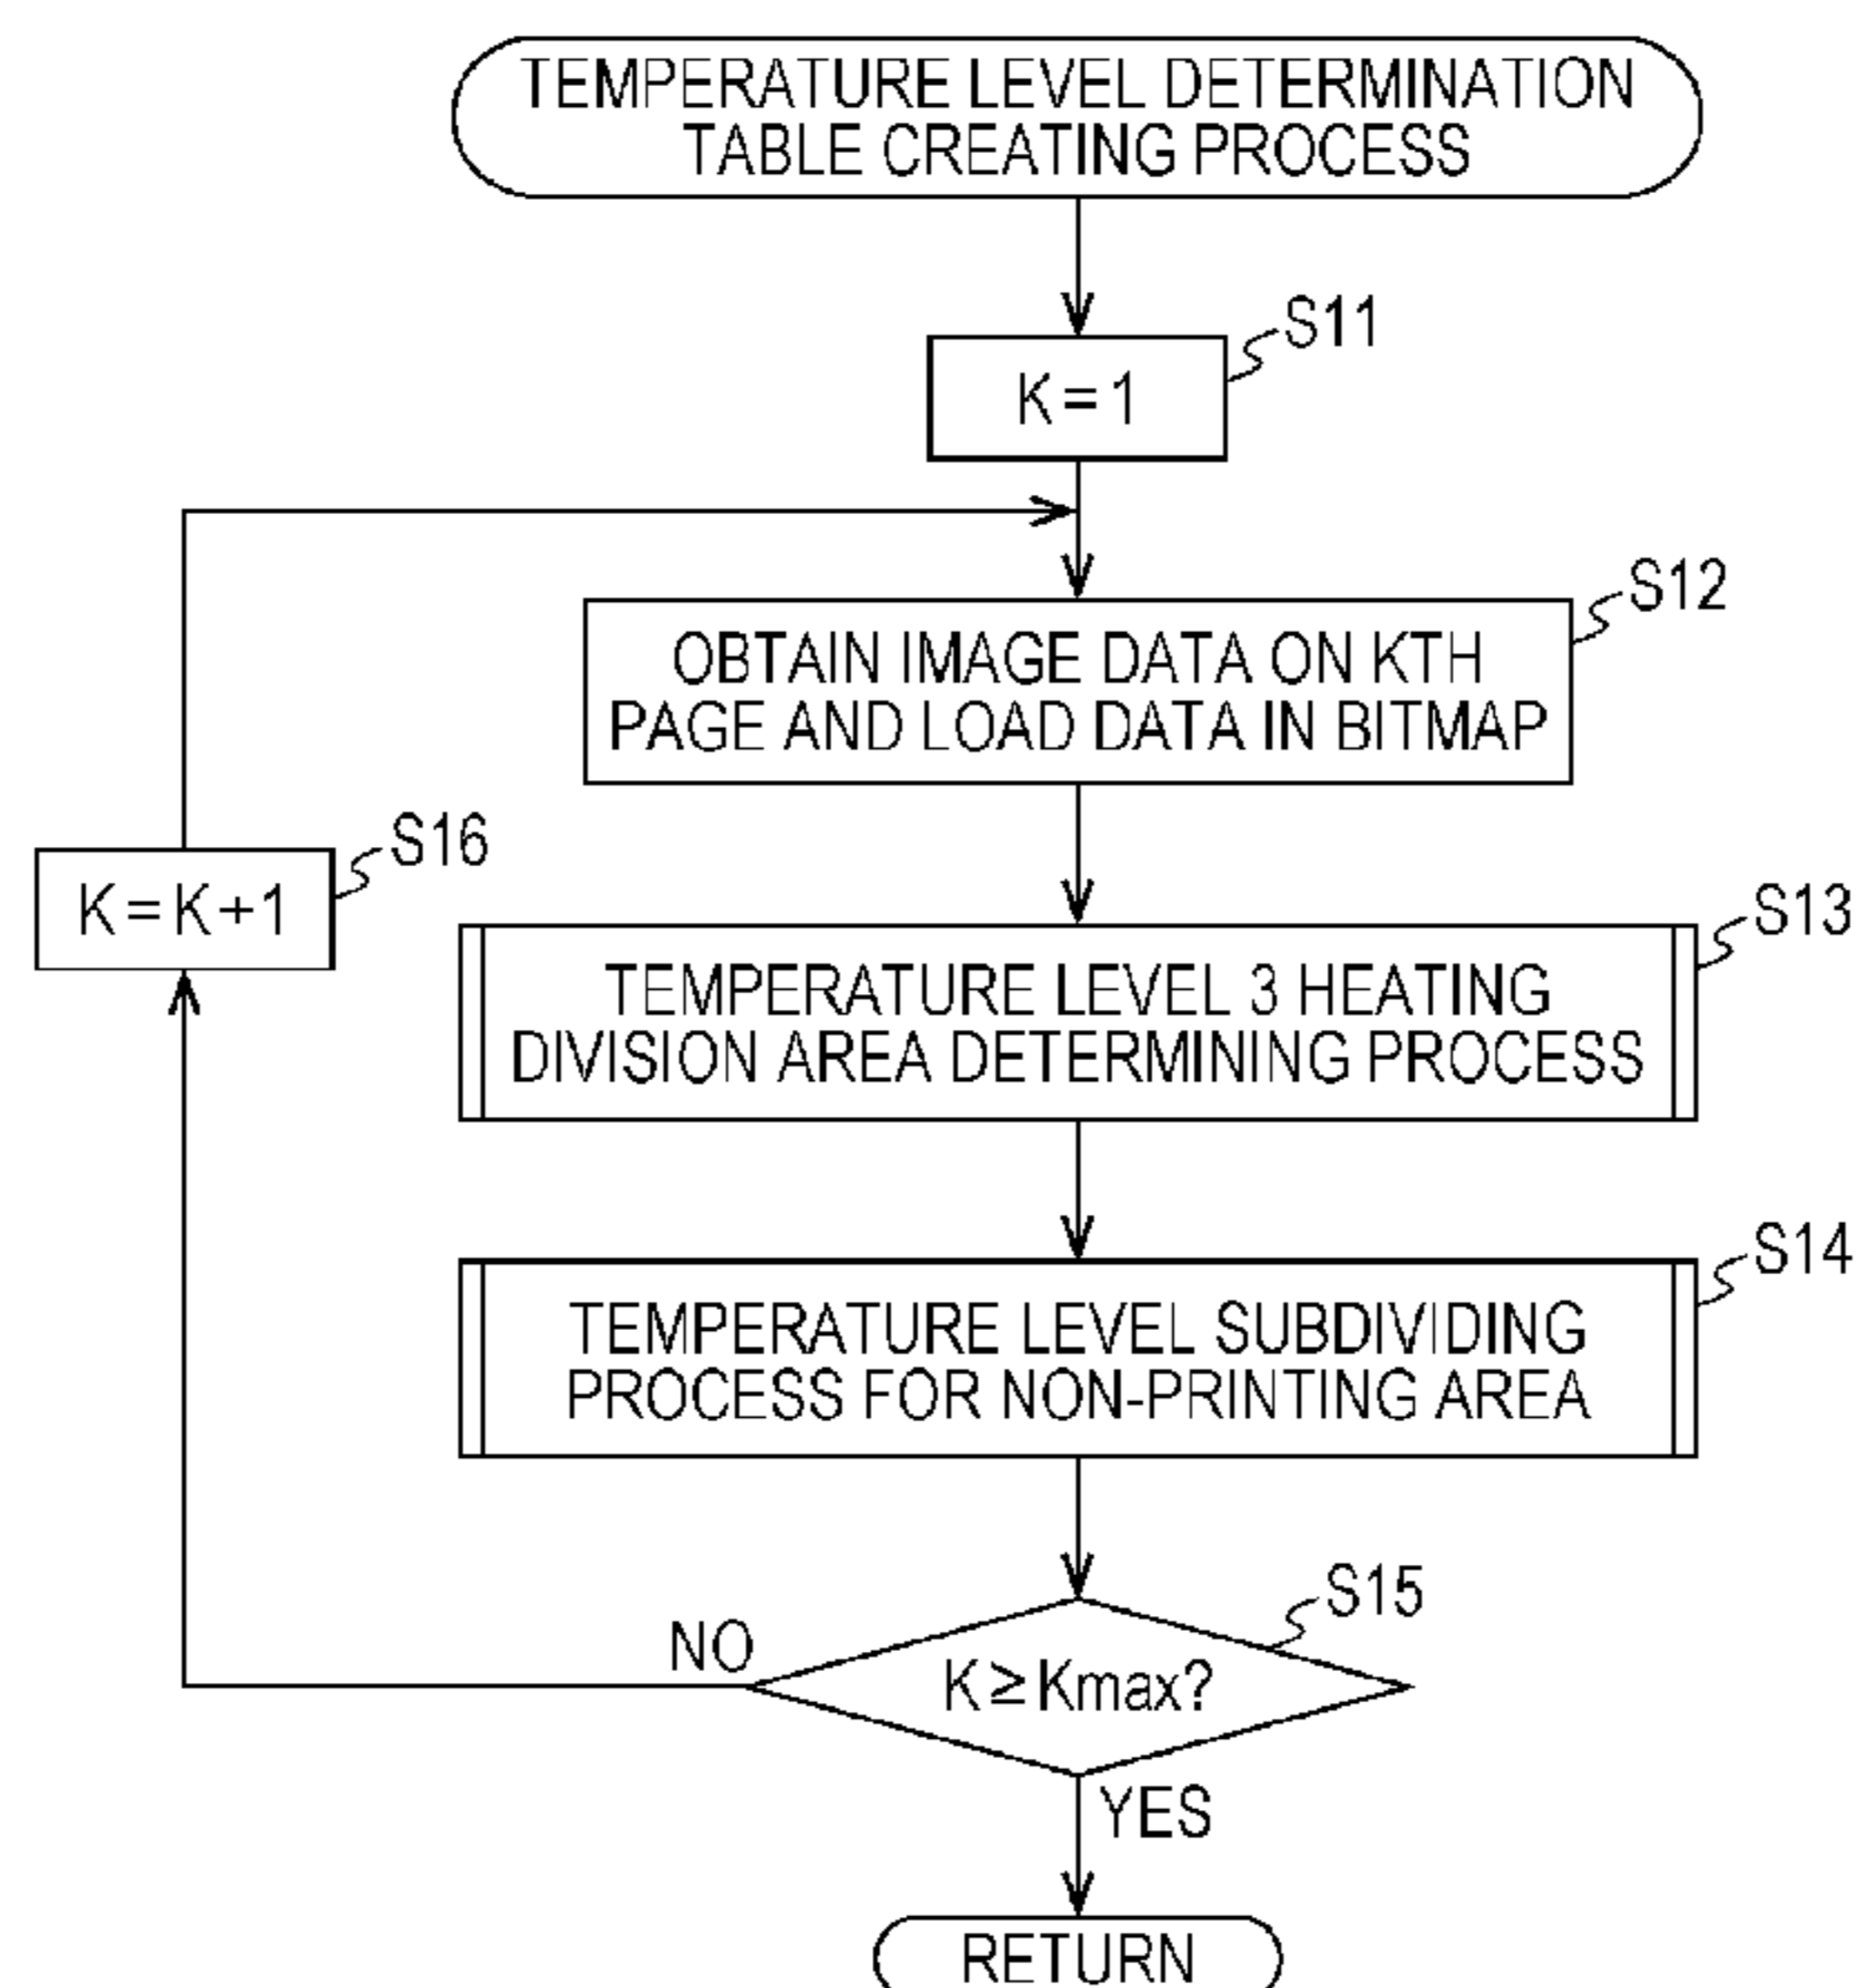 TEMPERATURE LEVEL DETERMINATION
TABLE CREATING PROCESS
S11
K=1
S12
OBTAIN IMAGE DATA ON KTH
PAGE AND LOAD DATA IN BITMAP
S16
K=K+1
S13
TEMPERATURE LEVEL 3 HEATING
DIVISION AREA DETERMINING PROCESS
S14
TEMPERATURE LEVEL SUBDIVIDING
PROCESS FOR NON-PRINTING AREA
S15
NO
K≥Kmax?
YES
RETURN